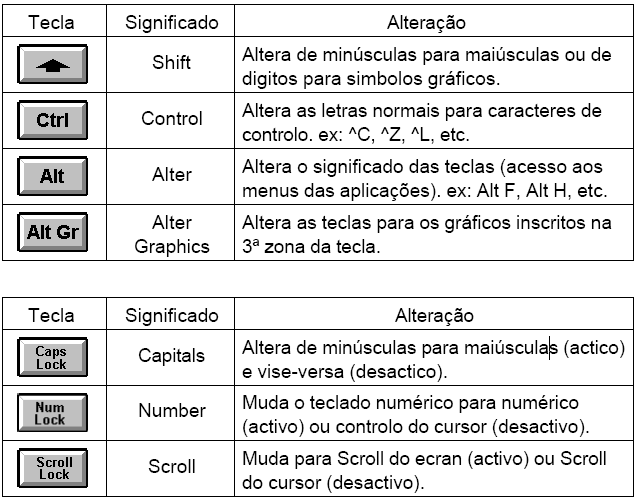 Tecla Significado Alteração
Shift Altera de minúsculas para maiúsculas ou de
digitos para simbolos gráficos.
Ctrl Control Altera as letras normais para caracteres de
controlo. ex: ^C, ^Z, ^L, etc.
Alt Alter Altera o significado das teclas (acesso aos
menus das aplicações). ex: Alt F, Alt H, etc.
Alt Gr Alter
Graphics Altera as teclas para os gráficos inscritos na
3ª zona da tecla.
Tecla Significado Alteração
Caps
Lock Capitals Altera de minúsculas para maiúsculas (actico)
e vise-versa (desactico).
Num
Lock Number Muda o teclado numérico para numérico
(activo) ou controlo do cursor (desactivo).
Scroll
Lock Scroll Muda para Scroll do ecran (activo) ou Scroll
do cursor (desactivo).